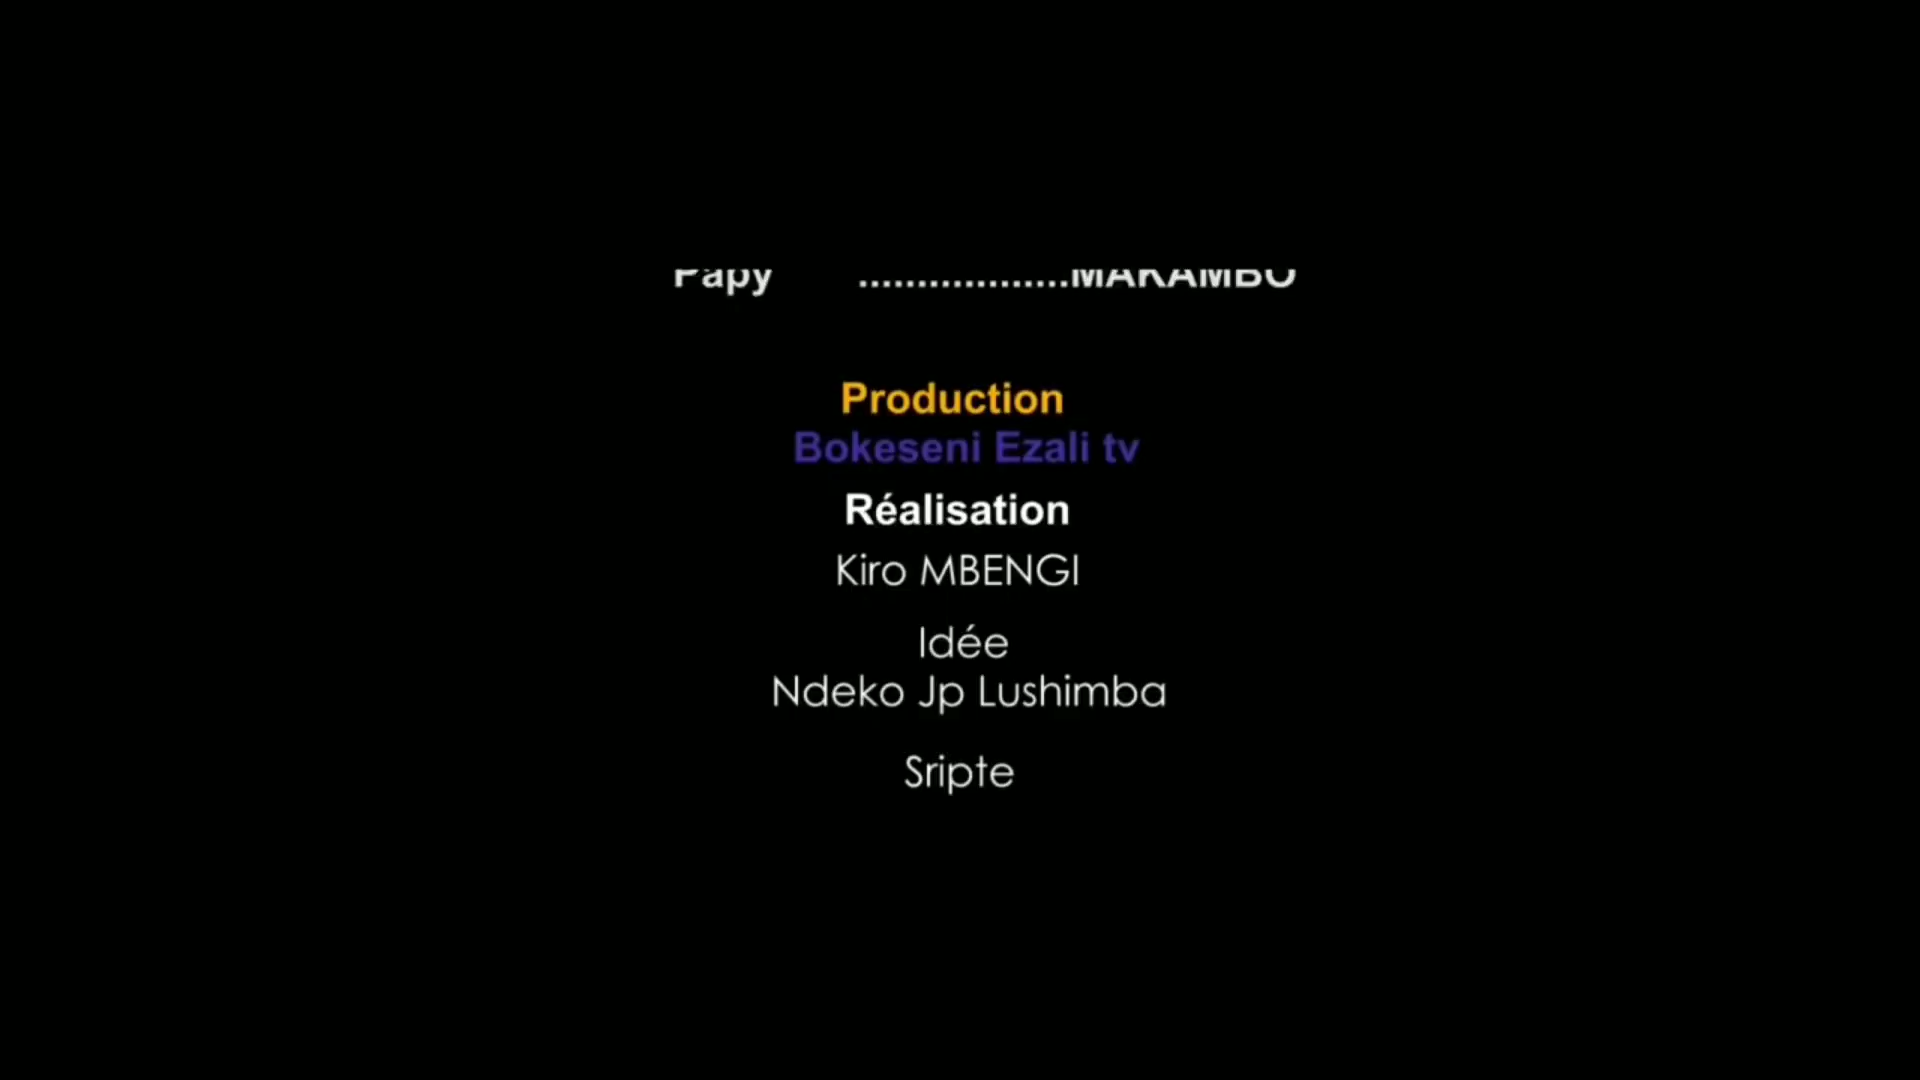 Papy ..................MAKAMBO
Production
Bokeseni Ezali tv
Réalisation
Kiro MBENGI
Idée
Ndeko Jp Lushimba
Sripte